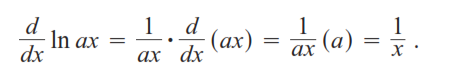 d/dx ln ax = 1/ax · d/dx (ax) = 1/ax (a) = 1/x .